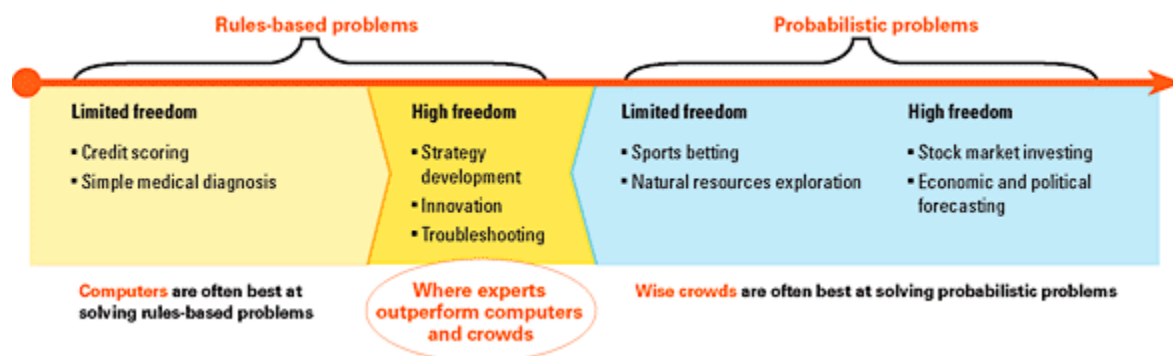 Rules-based problems
Probabilistic problems
Limited freedom
▪ Credit scoring
▪ Simple medical diagnosis
High freedom
▪ Strategy
development
▪ Innovation
▪ Troubleshooting
Limited freedom
▪ Sports betting
▪ Natural resources exploration
High freedom
▪ Stock market investing
▪ Economic and political
forecasting
Computers are often best at
solving rules-based problems
Where experts
outperform computers
and crowds
Wise crowds are often best at solving probabilistic problems